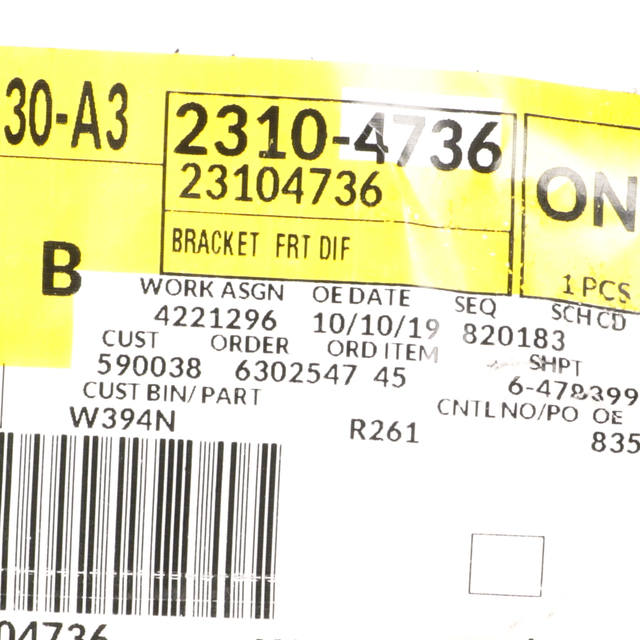 30-A3
2310-4736
23104736
ON
BRACKET FRT DIF
B
1 PCS
WORK ASGN OE DATE SEQ SCH CD
4221296 10/10/19 820183
CUST ORDER ORD ITEM SHPT
590038 6302547 45 6-478399
CUST BIN/PART CNTL NO/PO OE
W394N R261 835
04736